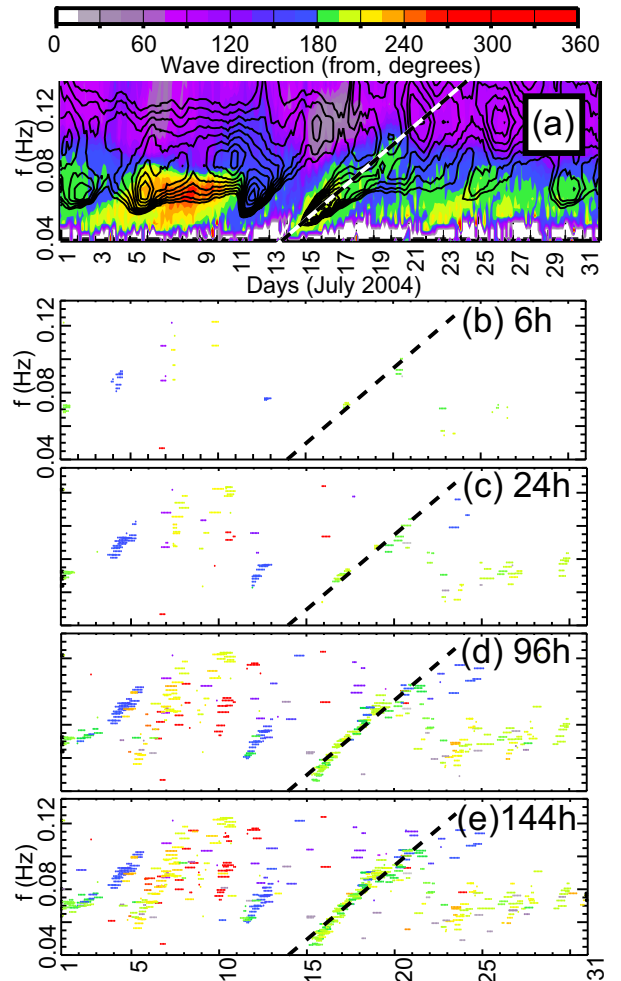 0 60 120 180 240 300 360
Wave direction (from, degrees)
f (Hz)
0.12
0.08
0.04
(a)
1 3 5 7 9 11 13 15 17 19 21 23 25 27 29 31
Days (July 2004)
f (Hz)
0.12
0.08
0.04
(b) 6h
(c) 24h
(d) 96h
f (Hz)
0.12
0.08
0.04
(e) 144h
1 5 10 15 20 25 31